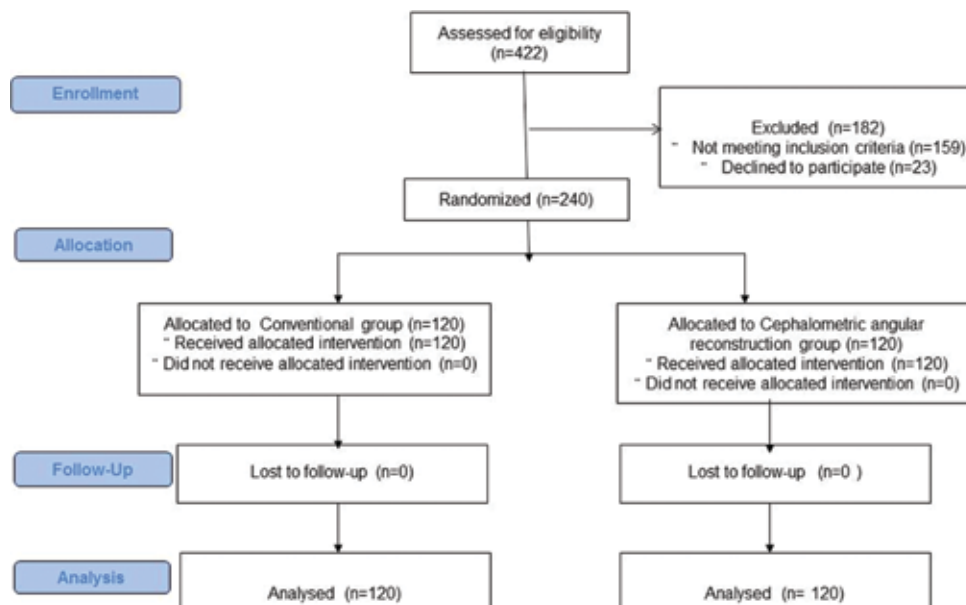 Assessed for eligibility
(n=422)
Enrollment
Excluded (n=182)
¨ Not meeting inclusion criteria (n=159)
¨ Declined to participate (n=23)
Randomized (n=240)
Allocation
Allocated to Conventional group (n=120)
¨ Received allocated intervention (n=120)
¨ Did not receive allocated intervention (n=0)
Allocated to Cephalometric angular
reconstruction group (n=120)
¨ Received allocated intervention (n=120)
¨ Did not receive allocated intervention (n=0)
Follow-Up
Lost to follow-up (n=0)
Lost to follow-up (n=0 )
Analysis
Analysed (n=120)
Analysed (n= 120)